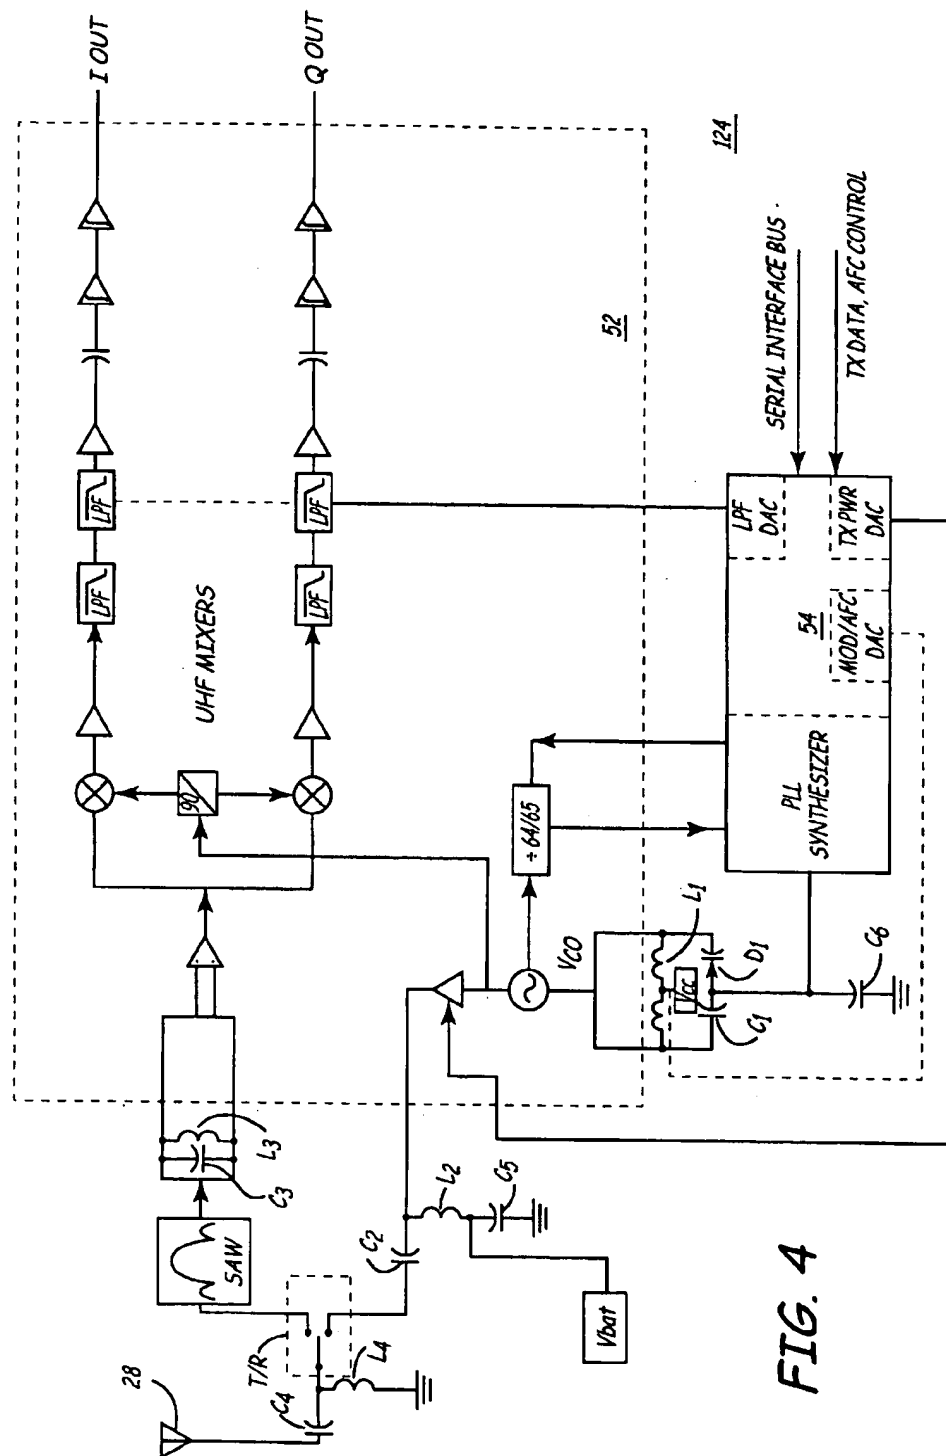 I OUT
Q OUT
LPF
LPF
LPF
LPF
UHF MIXERS
90
52
124
SERIAL INTERFACE BUS
TX DATA, AFC CONTROL
LPF DAC
TX PWR DAC
54
MOD/AFC DAC
PLL SYNTHESIZER
÷ 64/65
VCO
L1
Vcc
D1
C1
C6
L3
C3
SAW
L2
C5
C2
Vbat
T/R
L4
C4
28
FIG. 4